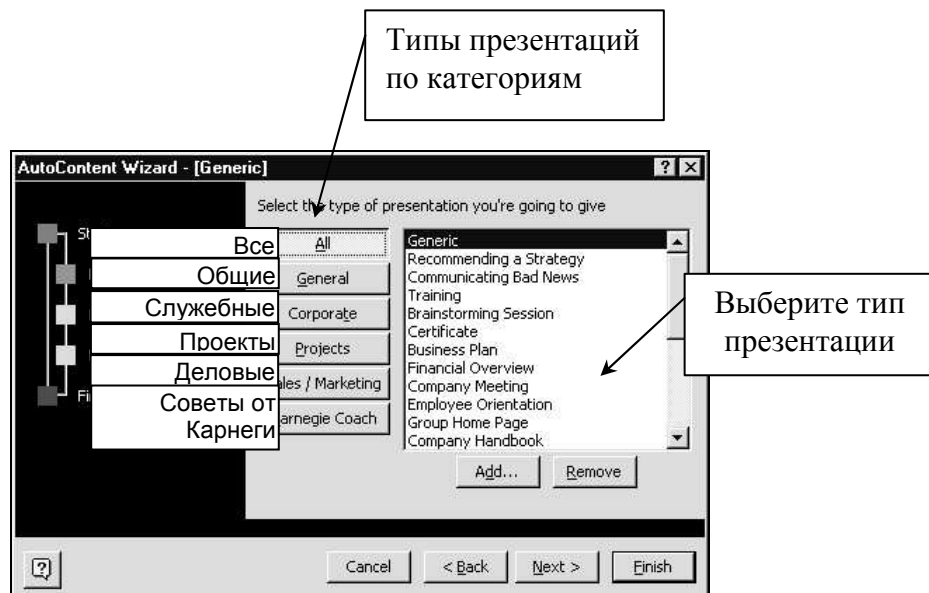 Типы презентаций
по категориям
AutoContent Wizard - [Generic]
Select the type of presentation you're going to give
Все
All
Общие
General
Служебные
Corporate
Проекты
Projects
Деловые
/ Marketing
Советы от
Карнеги
Coach
Generic
Recommending a Strategy
Communicating Bad News
Training
Brainstorming Session
Certificate
Business Plan
Financial Overview
Company Meeting
Employee Orientation
Group Home Page
Company Handbook
Выберите тип
презентации
Add...
Remove
Cancel
< Back
Next >
Finish